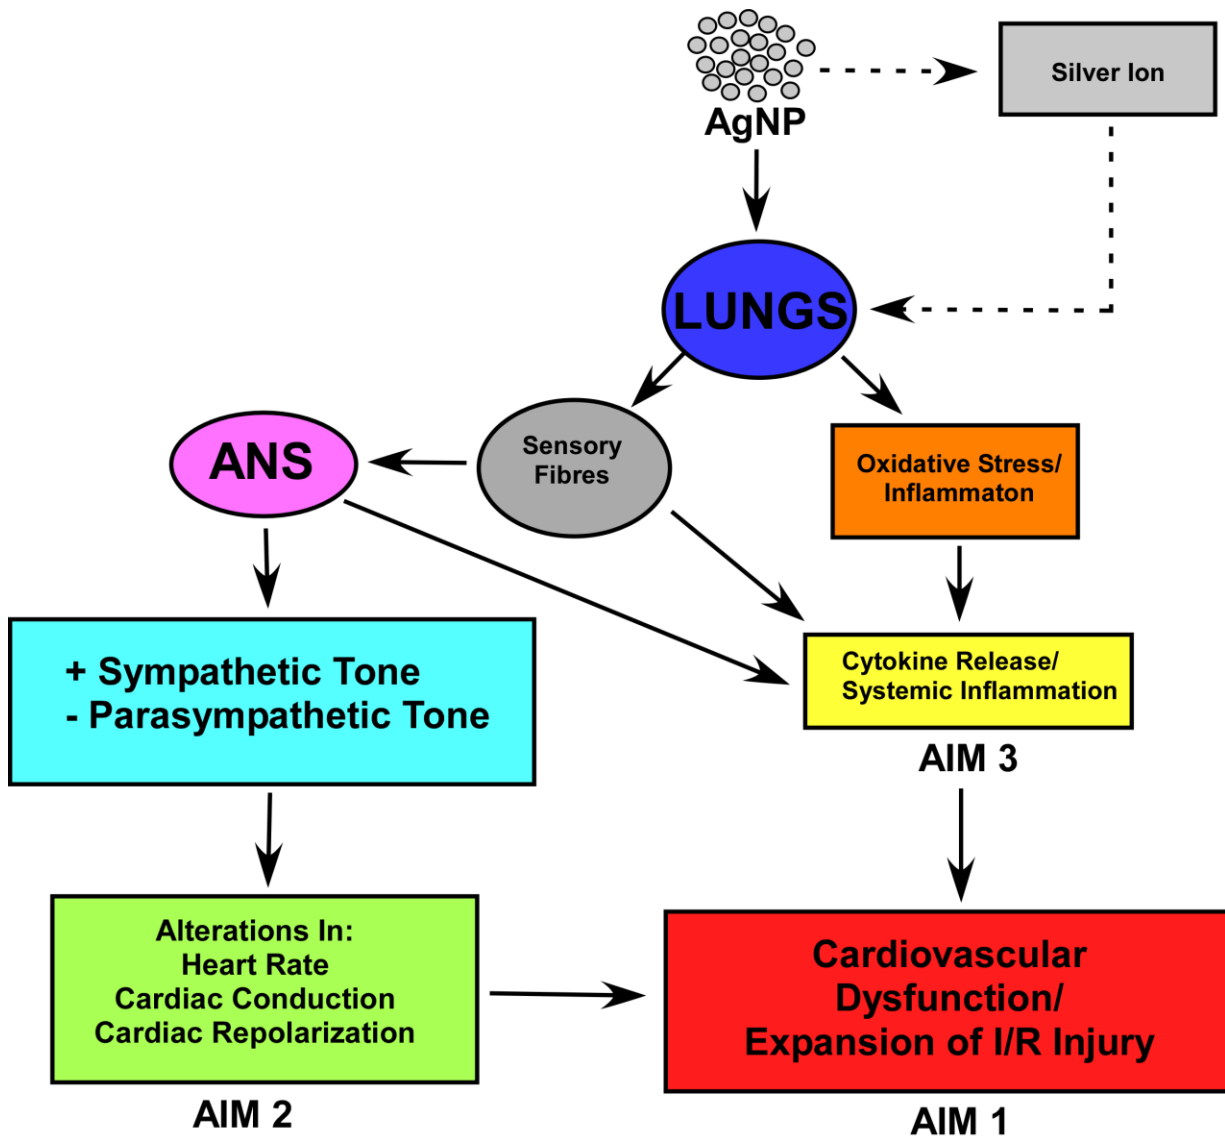 AgNP
Silver Ion
LUNGS
ANS
Sensory
Fibres
Oxidative Stress/
Inflammaton
+ Sympathetic Tone
- Parasympathetic Tone
Cytokine Release/
Systemic Inflammation
AIM 3
Alterations In:
Heart Rate
Cardiac Conduction
Cardiac Repolarization
AIM 2
Cardiovascular
Dysfunction/
Expansion of I/R Injury
AIM 1